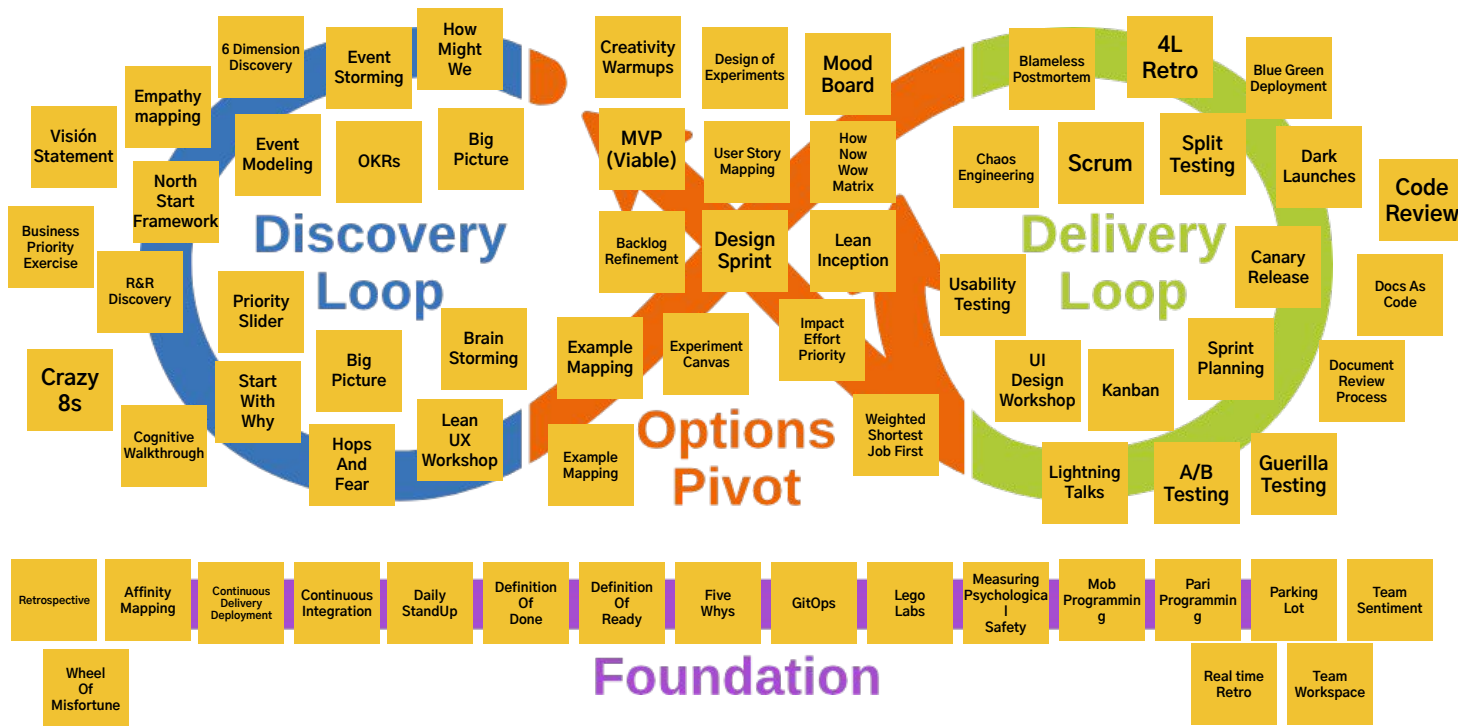 6 Dimension
Discovery
Event
Storming
How
Might
We
Empathy
mapping
Visión
Statement
Event
Modeling
OKRs
Big
Picture
North
Start
Framework
Business
Priority
Exercise
R&R
Discovery
Discovery
Loop
Priority
Slider
Big
Picture
Brain
Storming
Crazy
8s
Start
With
Why
Cognitive
Walkthrough
Hops
And
Fear
Lean
UX
Workshop
Creativity
Warmups
Design of
Experiments
Mood
Board
MVP
(Viable)
User Story
Mapping
How
Now
Wow
Matrix
Backlog
Refinement
Design
Sprint
Lean
Inception
Example
Mapping
Experiment
Canvas
Impact
Effort
Priority
Example
Mapping
Options
Pivot
Weighted
Shortest
Job First
Blameless
Postmortem
4L
Retro
Blue Green
Deployment
Chaos
Engineering
Scrum
Split
Testing
Dark
Launches
Code
Review
Delivery
Loop
Usability
Testing
Canary
Release
Docs As
Code
UI
Design
Workshop
Kanban
Sprint
Planning
Document
Review
Process
Lightning
Talks
A/B
Testing
Guerilla
Testing
Retrospective
Affinity
Mapping
Continuous
Delivery
Deployment
Continuous
Integration
Daily
StandUp
Definition
Of
Done
Definition
Of
Ready
Five
Whys
GitOps
Lego
Labs
Measuring
Psychologica
l
Safety
Mob
Programmin
g
Pari
Programmin
g
Parking
Lot
Team
Sentiment
Wheel
Of
Misfortune
Foundation
Real time
Retro
Team
Workspace